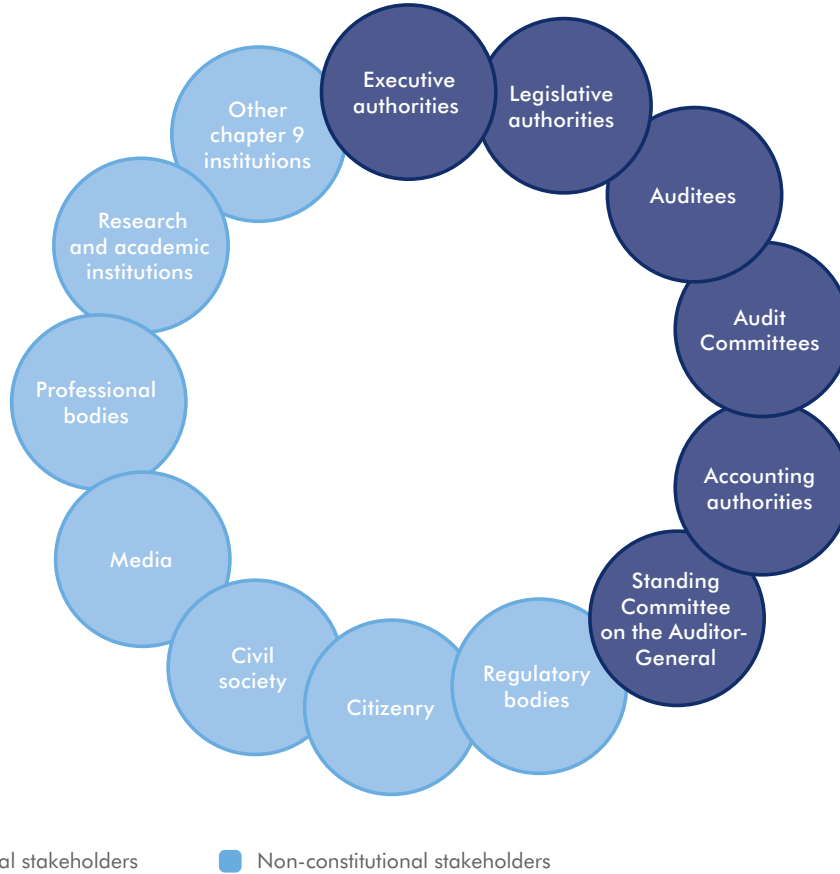 Executive
authorities
Legislative
authorities
Auditees
Audit
Committees
Accounting
authorities
Standing
Committee
on the Auditor-
General
Regulatory
bodies
Citizenry
Civil
society
Media
Professional
bodies
Research
and academic
institutions
Other
chapter 9
institutions
stakeholders
Non-constitutional stakeholders